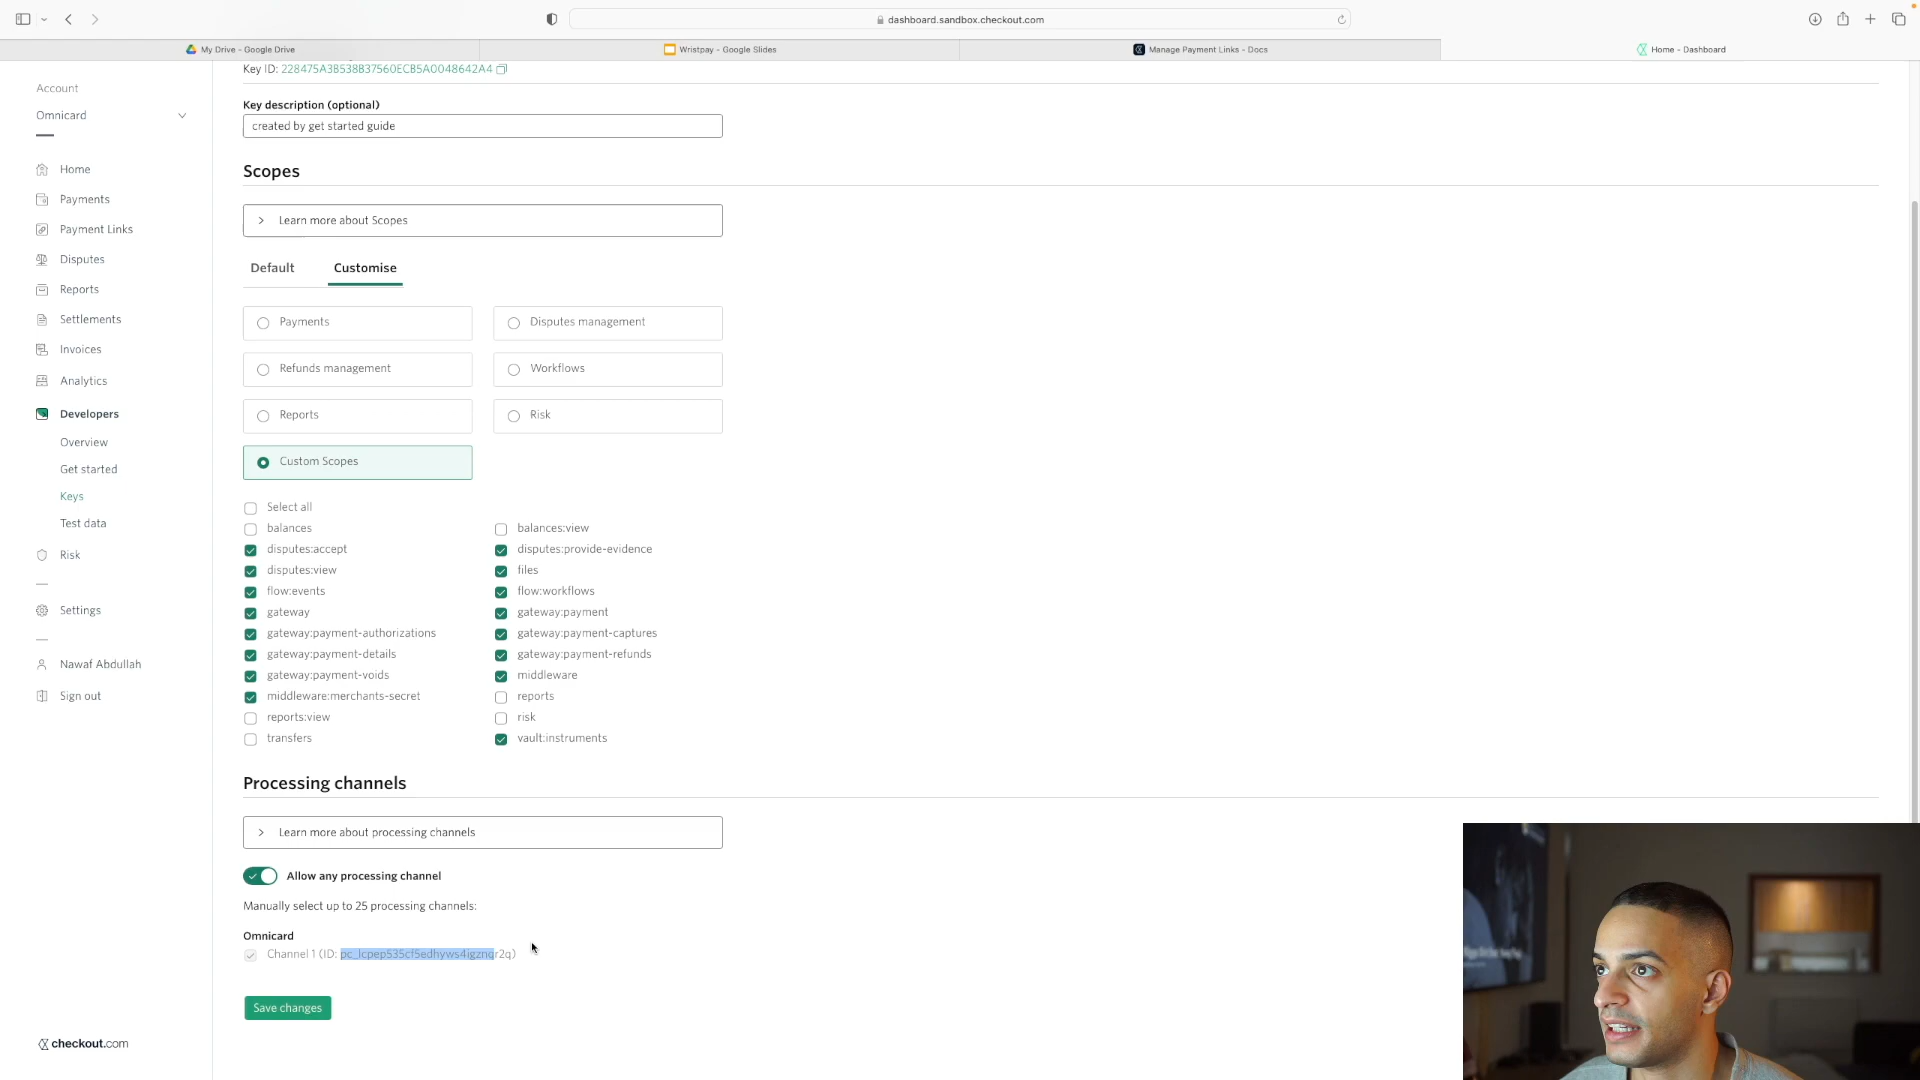 dashboard.sandbox.checkout.com
My Drive - Google Drive
Wristpay - Google Slides
Manage Payment Links - Docs
Home - Dashboard
Account
Omnicard
Home
Payments
Payment Links
Disputes
Reports
Settlements
Invoices
Analytics
Developers
Overview
Get started
Keys
Test data
Risk
Settings
Nawaf Abdullah
Sign out
checkout.com
Key ID: 228475A3B538B37560ECB5A0048642A4
Key description (optional)
created by get started guide
Scopes
Learn more about Scopes
Default Customise
Payments Disputes management
Refunds management Workflows
Reports Risk
Custom Scopes
Select all
balances balances:view
disputes:accept disputes:provide-evidence
disputes:view files
flow:events flow:workflows
gateway gateway:payment
gateway:payment-authorizations gateway:payment-captures
gateway:payment-details gateway:payment-refunds
gateway:payment-voids middleware
middleware:merchants-secret reports
reports:view risk
transfers vault:instruments
Processing channels
Learn more about processing channels
Allow any processing channel
Manually select up to 25 processing channels:
Omnicard
Channel 1 (ID: pc_lcpep535cf5edhyws4igznqr2q)
Save changes